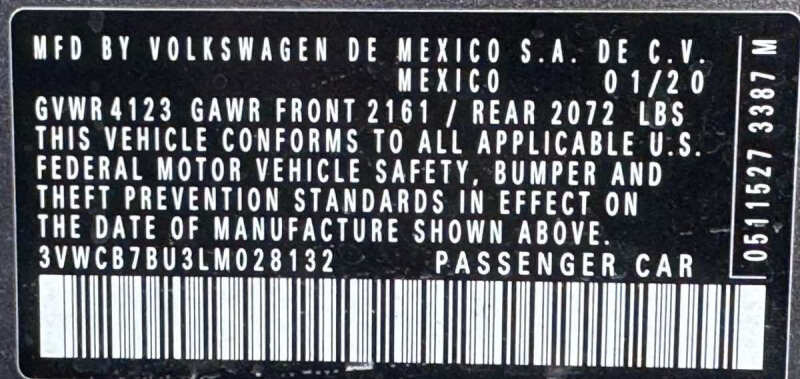 MFD BY VOLKSWAGEN DE MEXICO S.A. DE C.V.
MEXICO 01/20
GVWR 4123 GAWR FRONT 2161 / REAR 2072 LBS
THIS VEHICLE CONFORMS TO ALL APPLICABLE U.S.
FEDERAL MOTOR VEHICLE SAFETY, BUMPER AND
THEFT PREVENTION STANDARDS IN EFFECT ON
THE DATE OF MANUFACTURE SHOWN ABOVE.
3VWCB7BU3LM028132 PASSENGER CAR
0511527 3387 M